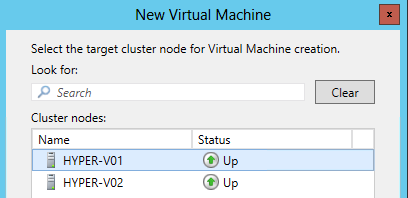 New Virtual Machine
x
Select the target cluster node for Virtual Machine creation.
Look for:
Search
Clear
Cluster nodes:
Name Status
HYPER-V01 Up
HYPER-V02 Up